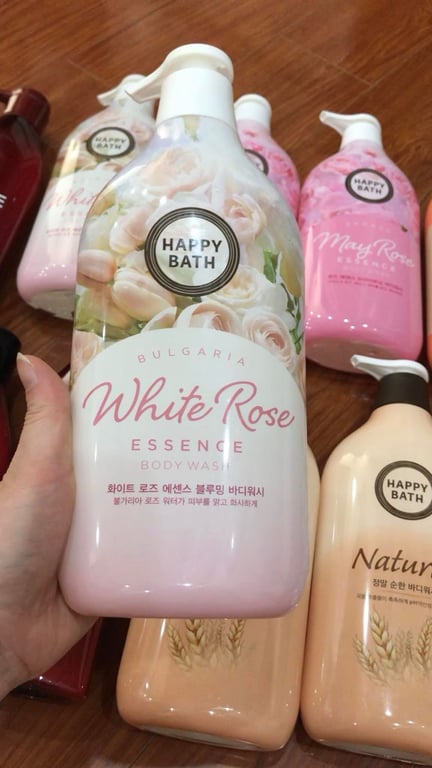 HAPPY
BATH
BULGARIA
White Rose
ESSENCE
BODY WASH
화이트 로즈 에센스 블루밍 바디워시
불가리아 로즈 워터가 피부를 맑고 화사하게
HAPPY
BATH
HAPPY
BATH
May Rose
ESSENCE
HAPPY
BATH
Natur
정말 순한 바디워시